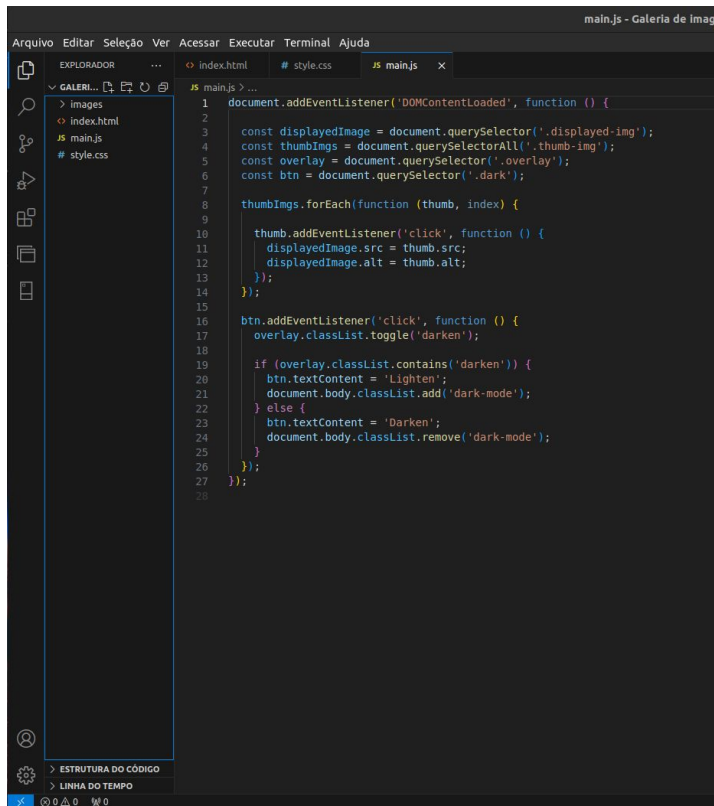 main.js - Galeria de imag
Arquivo Editar Seleção Ver Acessar Executar Terminal Ajuda
EXPLORADOR ...
GALERI...
> images
<> index.html
JS main.js
# style.css
<> index.html # style.css JS main.js ×
JS main.js > ...
1 document.addEventListener('DOMContentLoaded', function () {
2
3 const displayedImage = document.querySelector('.displayed-img');
4 const thumbImgs = document.querySelectorAll('.thumb-img');
5 const overlay = document.querySelector('.overlay');
6 const btn = document.querySelector('.dark');
7
8 thumbImgs.forEach(function (thumb, index) {
9
10 thumb.addEventListener('click', function () {
11 displayedImage.src = thumb.src;
12 displayedImage.alt = thumb.alt;
13 });
14 });
15
16 btn.addEventListener('click', function () {
17 overlay.classList.toggle('darken');
18
19 if (overlay.classList.contains('darken')) {
20 btn.textContent = 'Lighten';
21 document.body.classList.add('dark-mode');
22 } else {
23 btn.textContent = 'Darken';
24 document.body.classList.remove('dark-mode');
25 }
26 });
27 });
28
> ESTRUTURA DO CÓDIGO
> LINHA DO TEMPO
0 0 0